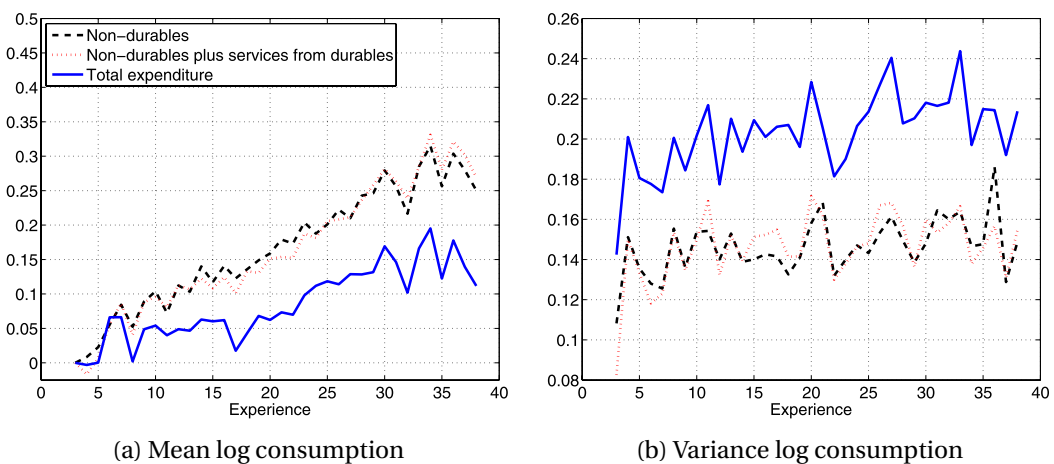 0.5
0.45
0.4
0.35
0.3
0.25
0.2
0.15
0.1
0.05
0
Non-durables
Non-durables plus services from durables
Total expenditure
0 5 10 15 20 25 30 35 40
Experience
(a) Mean log consumption
0.26
0.24
0.22
0.2
0.18
0.16
0.14
0.12
0.1
0.08
0 5 10 15 20 25 30 35 40
Experience
(b) Variance log consumption